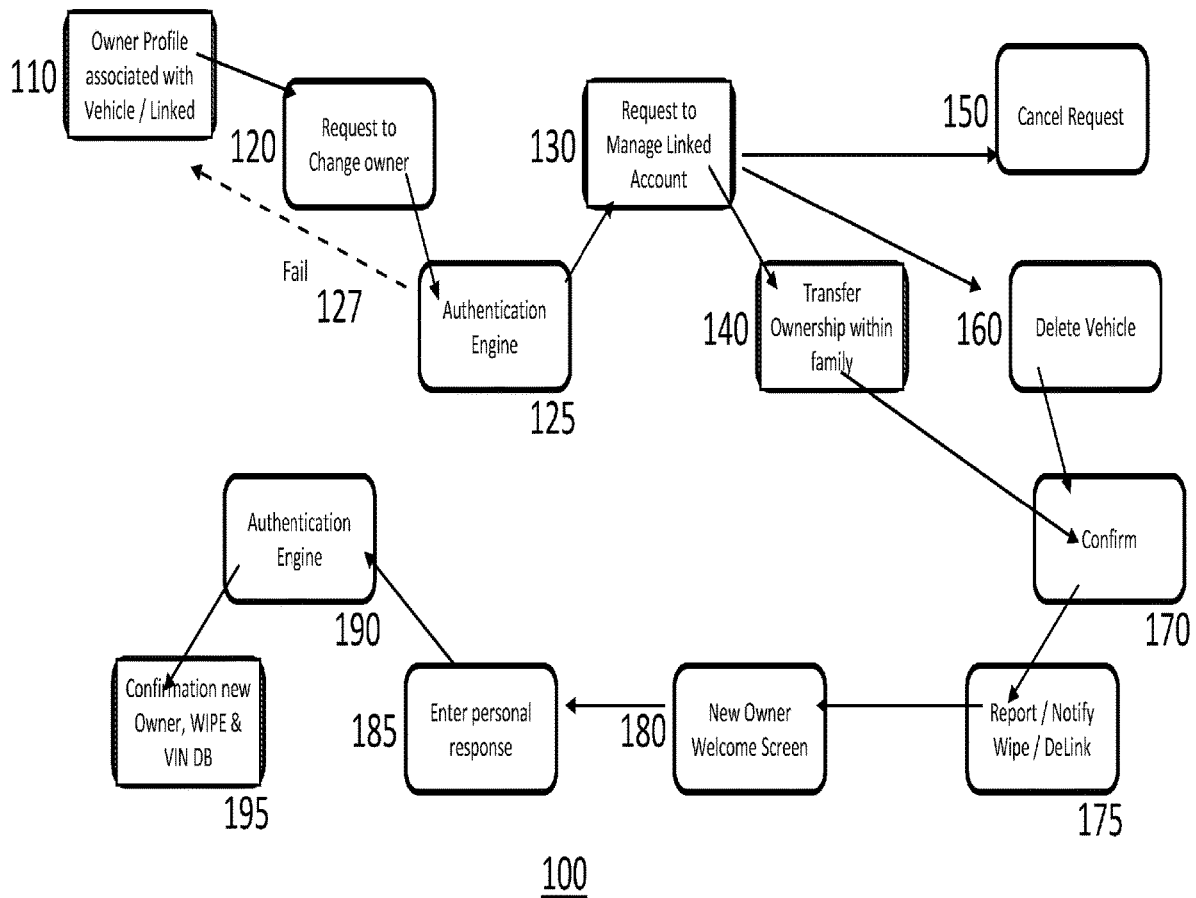 110
Owner Profile
associated with
Vehicle / Linked
120
Request to
Change owner
130
Request to
Manage Linked
Account
150
Cancel Request
Fail
127
Authentication
Engine
125
140
Transfer
Ownership within
family
160
Delete Vehicle
Confirm
170
Authentication
Engine
190
Confirmation new
Owner, WIPE &
VIN DB
195
185
Enter personal
response
180
New Owner
Welcome Screen
Report / Notify
Wipe / DeLink
175
100